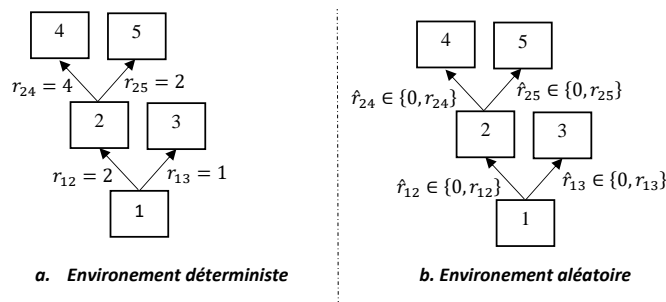 4 5
r₂₄ = 4 r₂₅ = 2
2 3
r₁₂ = 2 r₁₃ = 1
1
a. Environement déterministe
4 5
r̂₂₄ ∈ {0, r₂₄} r̂₂₅ ∈ {0, r₂₅}
2 3
r̂₁₂ ∈ {0, r₁₂} r̂₁₃ ∈ {0, r₁₃}
1
b. Environement aléatoire